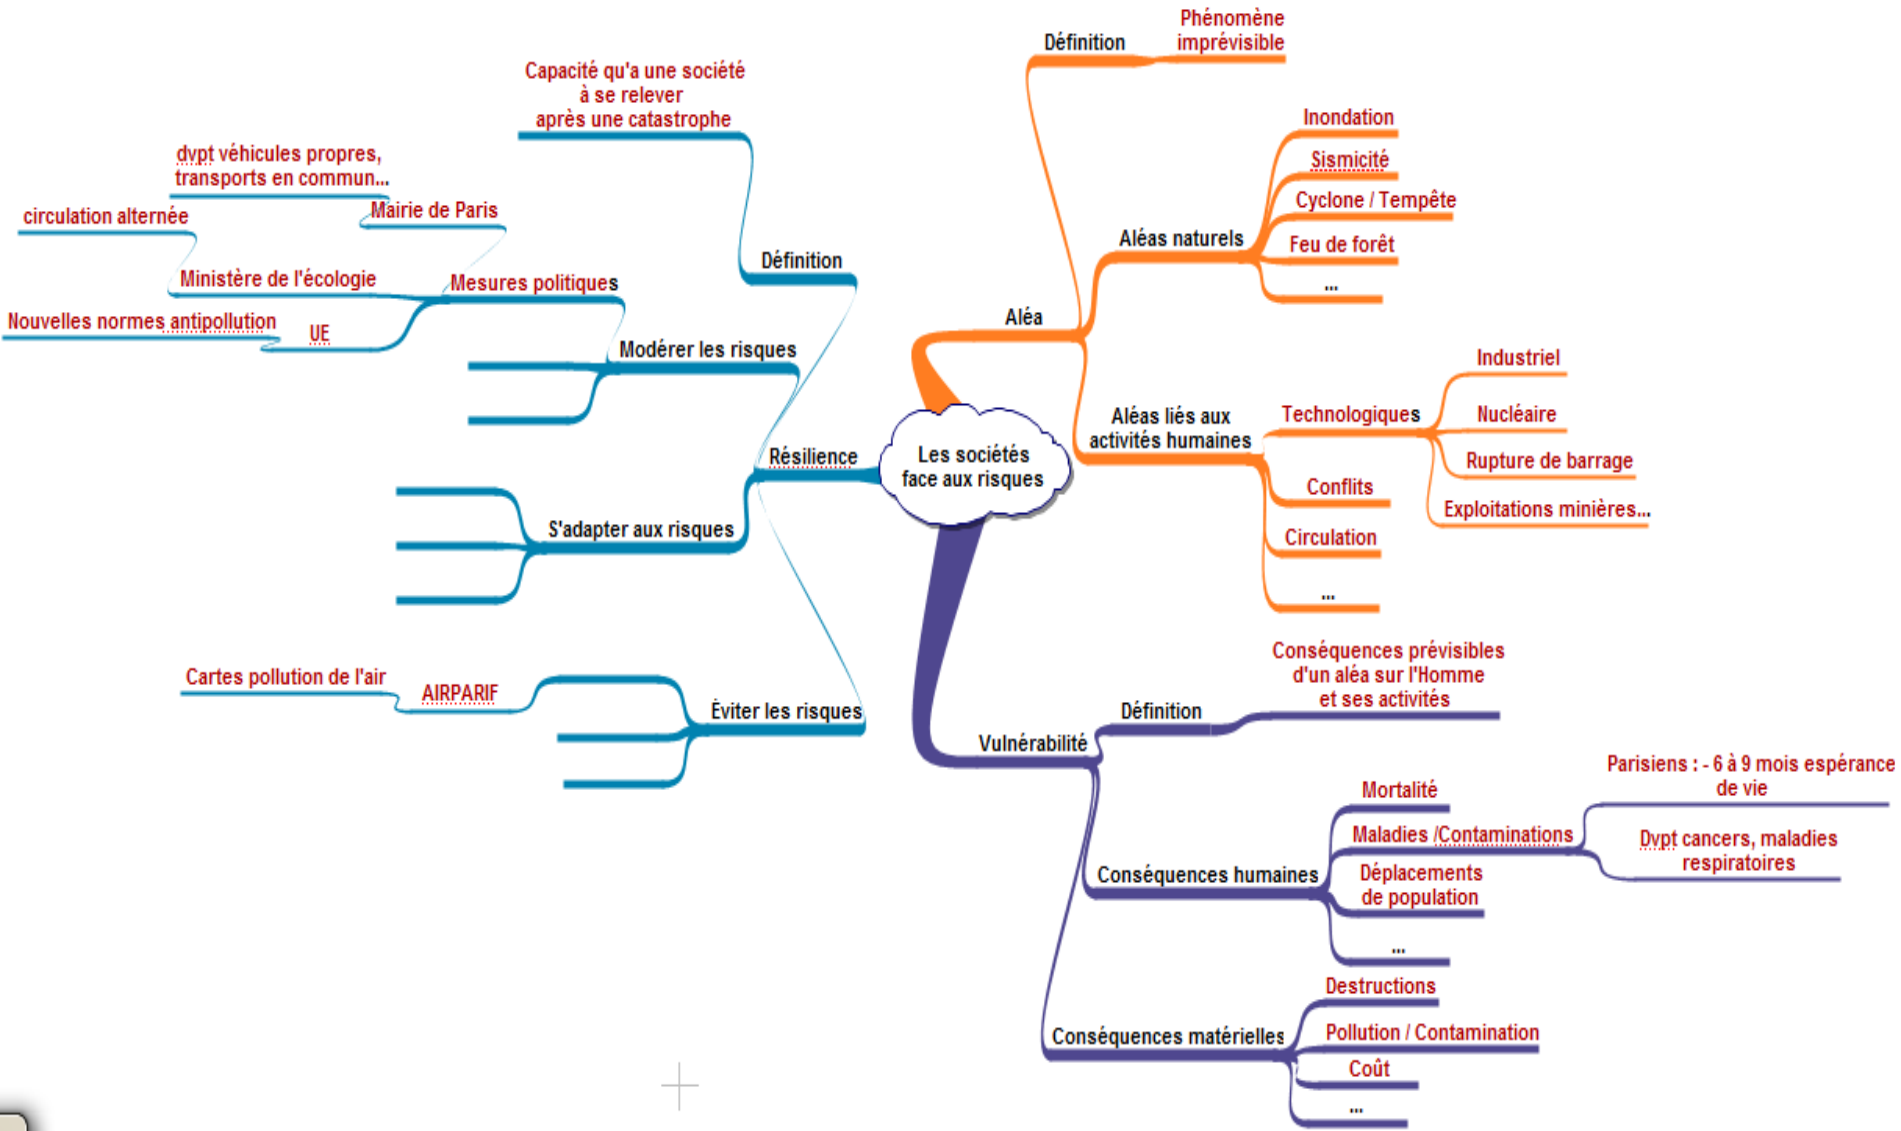 Les sociétés
face aux risques
Aléa
Définition
Phénomène
imprévisible
Aléas naturels
Inondation
Sismicité
Cyclone / Tempête
Feu de forêt
...
Aléas liés aux
activités humaines
Technologiques
Industriel
Nucléaire
Rupture de barrage
Exploitations minières...
Conflits
Circulation
...
Vulnérabilité
Définition
Conséquences prévisibles
d'un aléa sur l'Homme
et ses activités
Conséquences humaines
Mortalité
Maladies /Contaminations
Parisiens : - 6 à 9 mois espérance
de vie
Dvpt cancers, maladies
respiratoires
Déplacements
de population
...
Conséquences matérielles
Destructions
Pollution / Contamination
Coût
...
Résilience
Définition
Capacité qu'a une société
à se relever
après une catastrophe
Modérer les risques
Mesures politiques
Mairie de Paris
dvpt véhicules propres,
transports en commun...
Ministère de l'écologie
circulation alternée
UE
Nouvelles normes antipollution
S'adapter aux risques
Éviter les risques
AIRPARIF
Cartes pollution de l'air